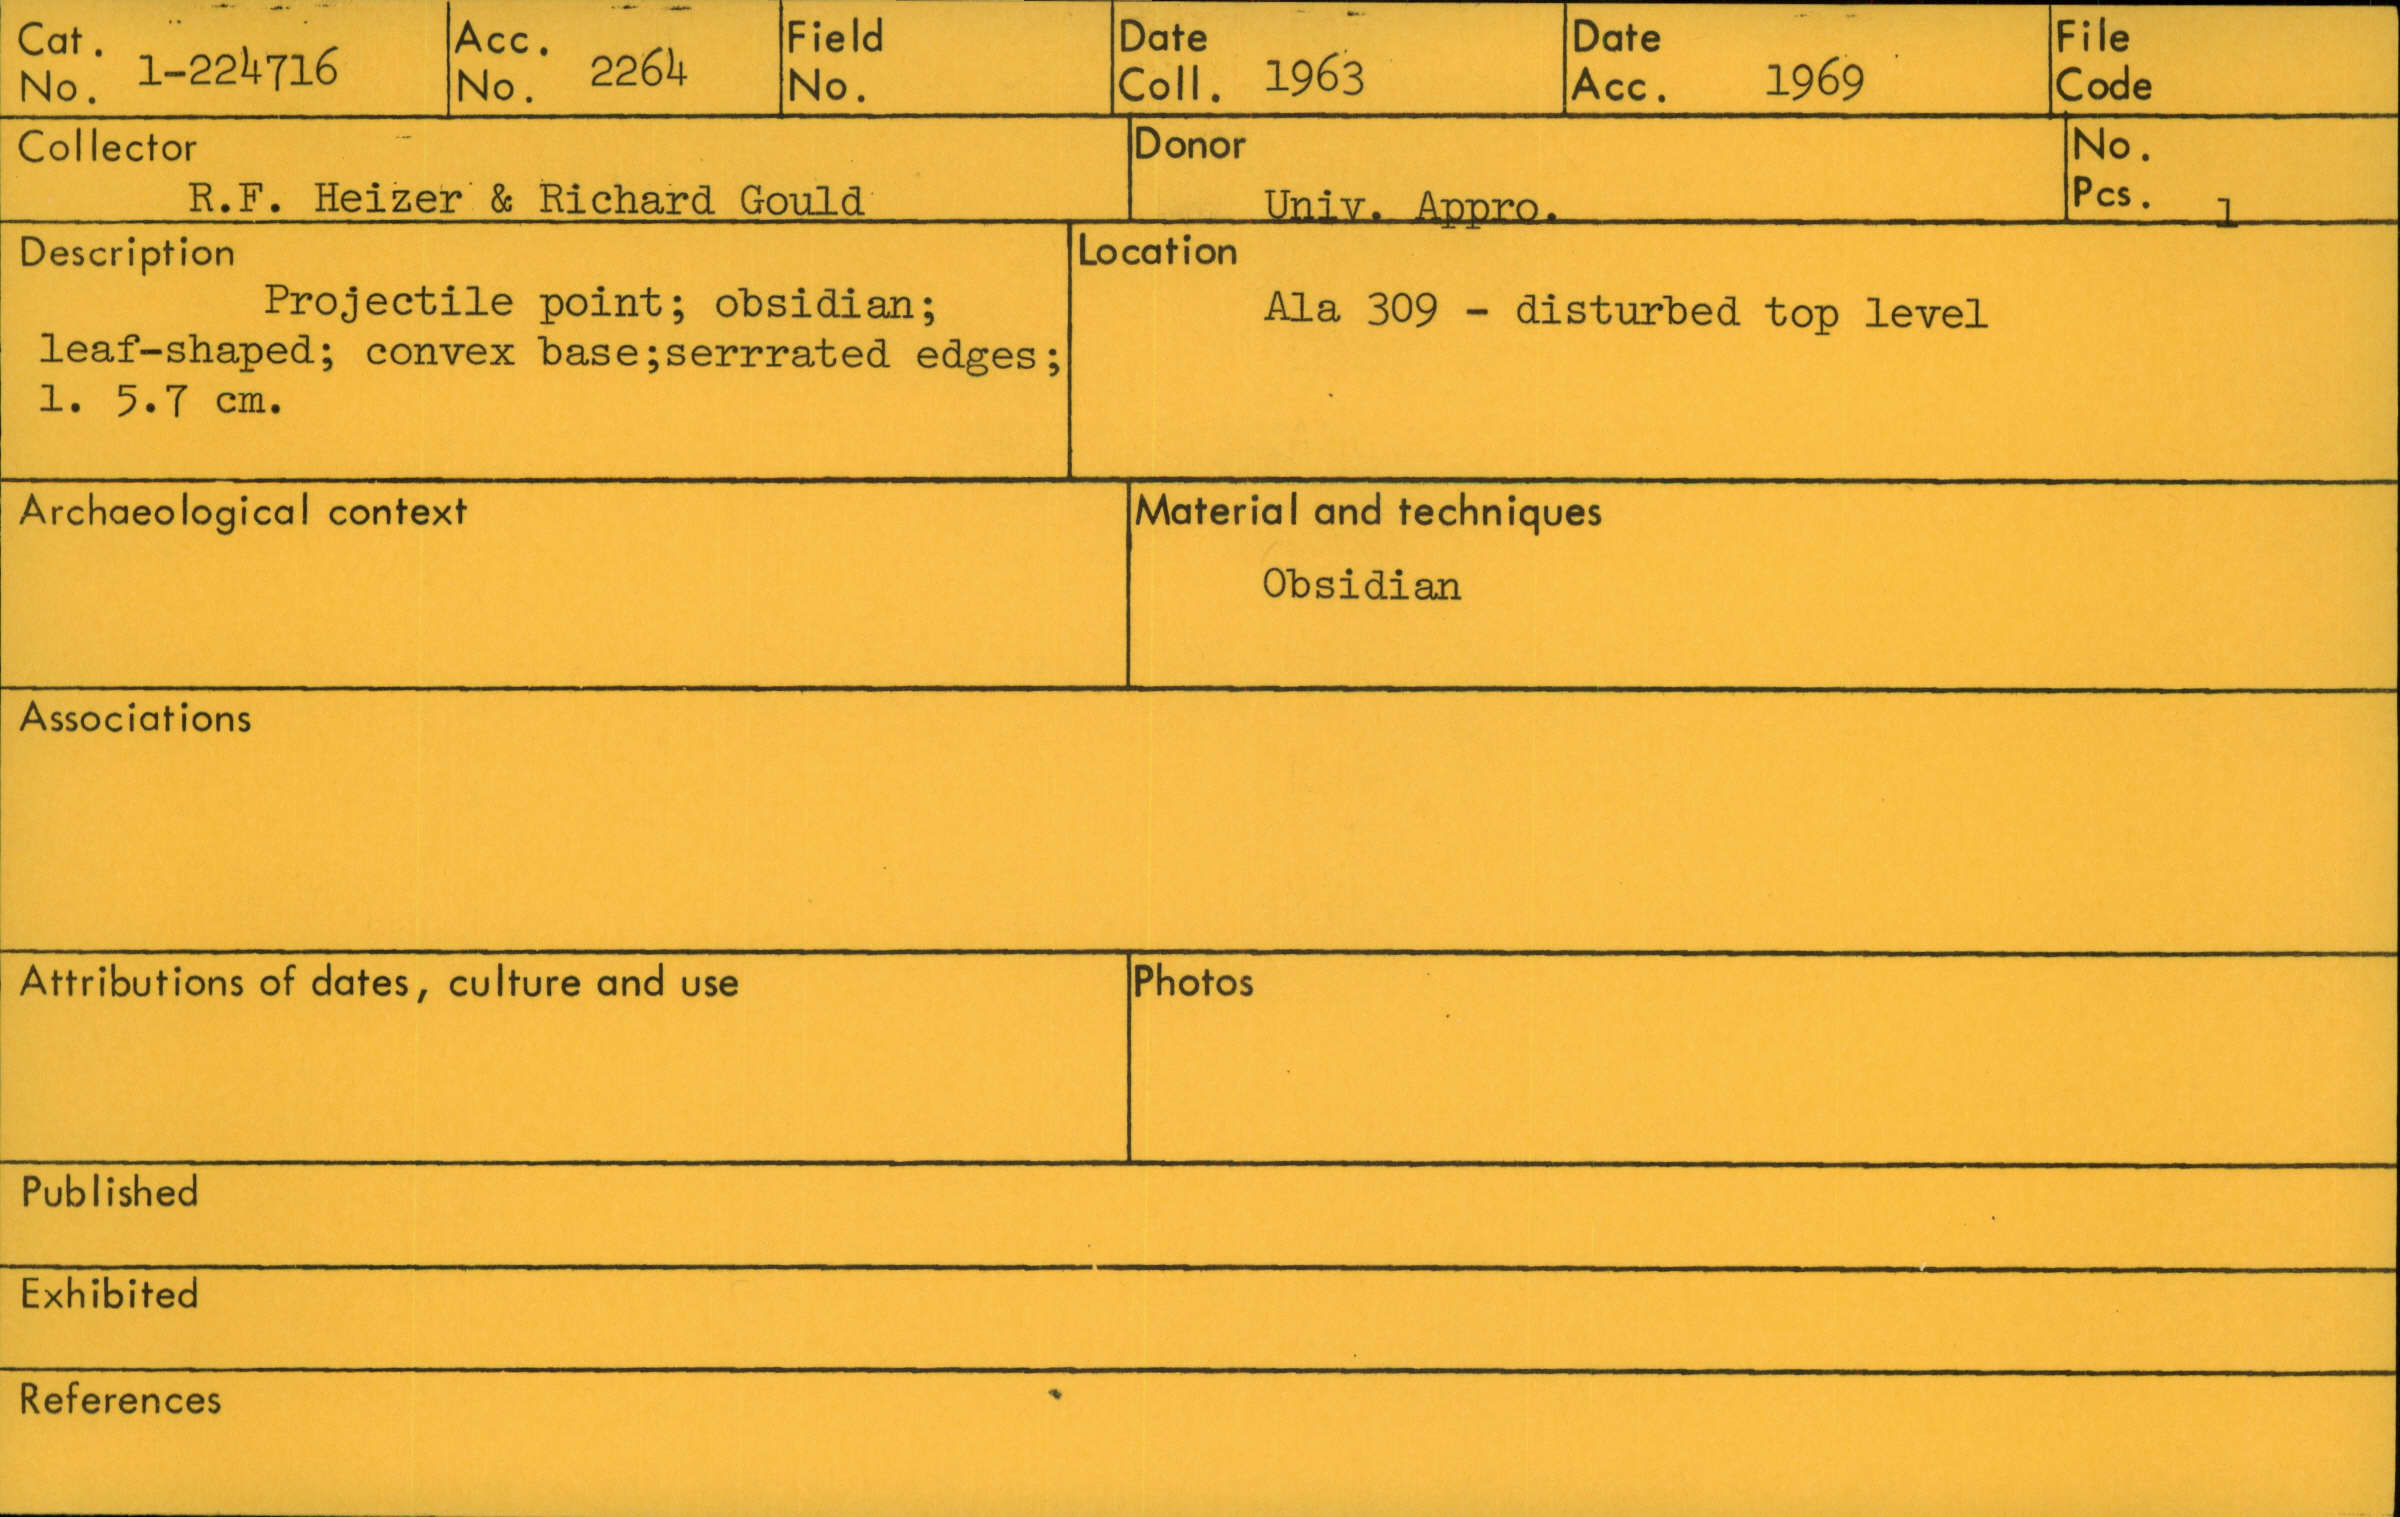 Cat. No. 1-224716
Acc. No. 2264
Field No.
Date Coll. 1963
Date Acc. 1969
File Code
Collector
R.F. Heizer & Richard Gould
Donor
Univ. Appro.
No. Pcs. 1
Description
Projectile point; obsidian;
leaf-shaped; convex base;serrrated edges;
l. 5.7 cm.
Location
Ala 309 - disturbed top level
Archaeological context
Material and techniques
Obsidian
Associations
Attributions of dates, culture and use
Photos
Published
Exhibited
References